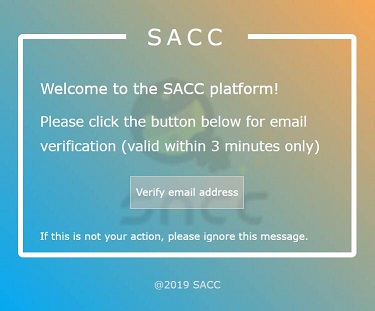 SACC
Welcome to the SACC platform!
Please click the button below for email
verification (valid within 3 minutes only)
Verify email address
sacc
If this is not your action, please ignore this message.
@2019 SACC